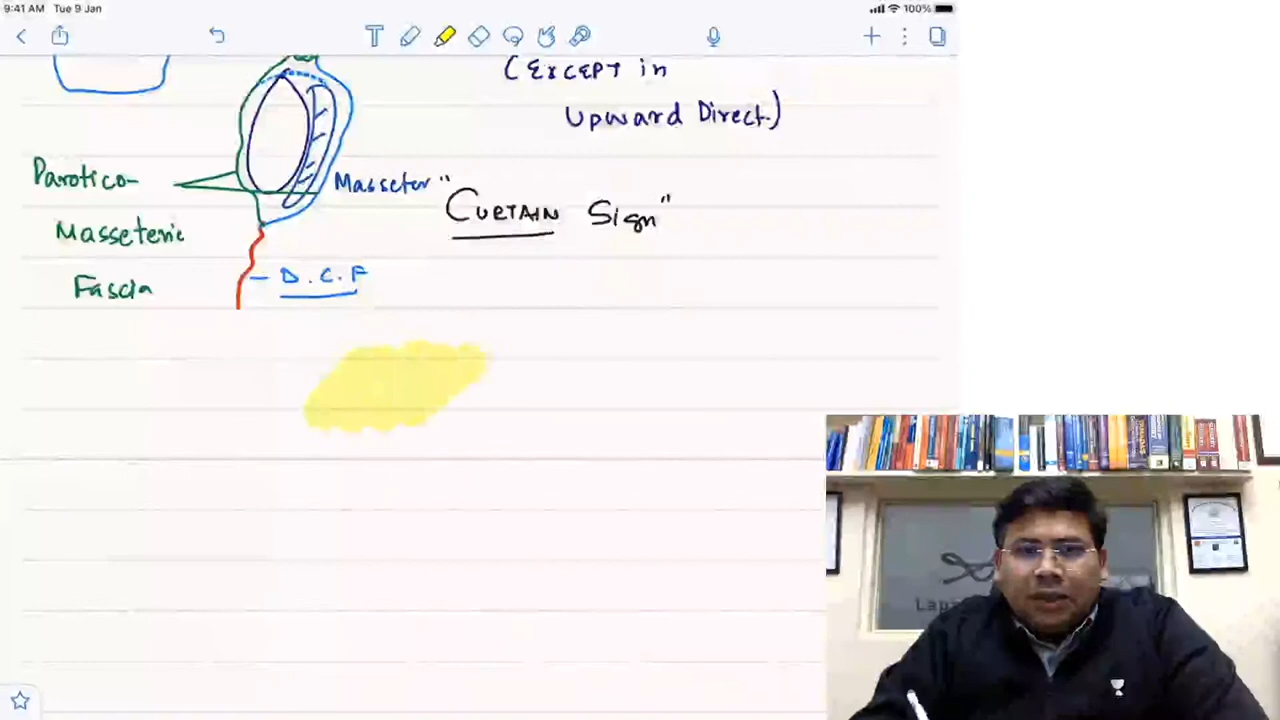 9:41 AM Tue 9 Jan
100%
(EXCEPT in
Upward Direct.)
Parotico-
Masseter
"CURTAIN Sign"
Masseteric
D.C.F
Fascia